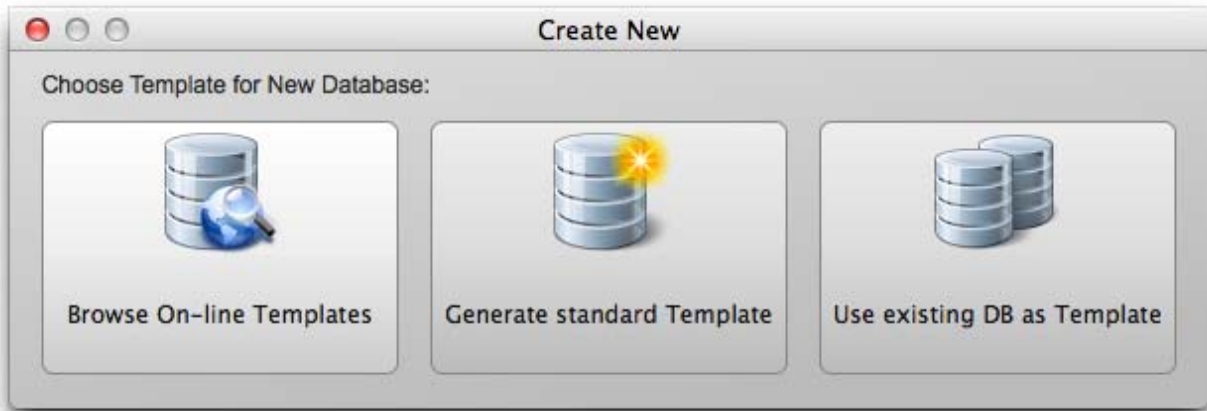 Create New
Choose Template for New Database:
Browse On-line Templates
Generate standard Template
Use existing DB as Template